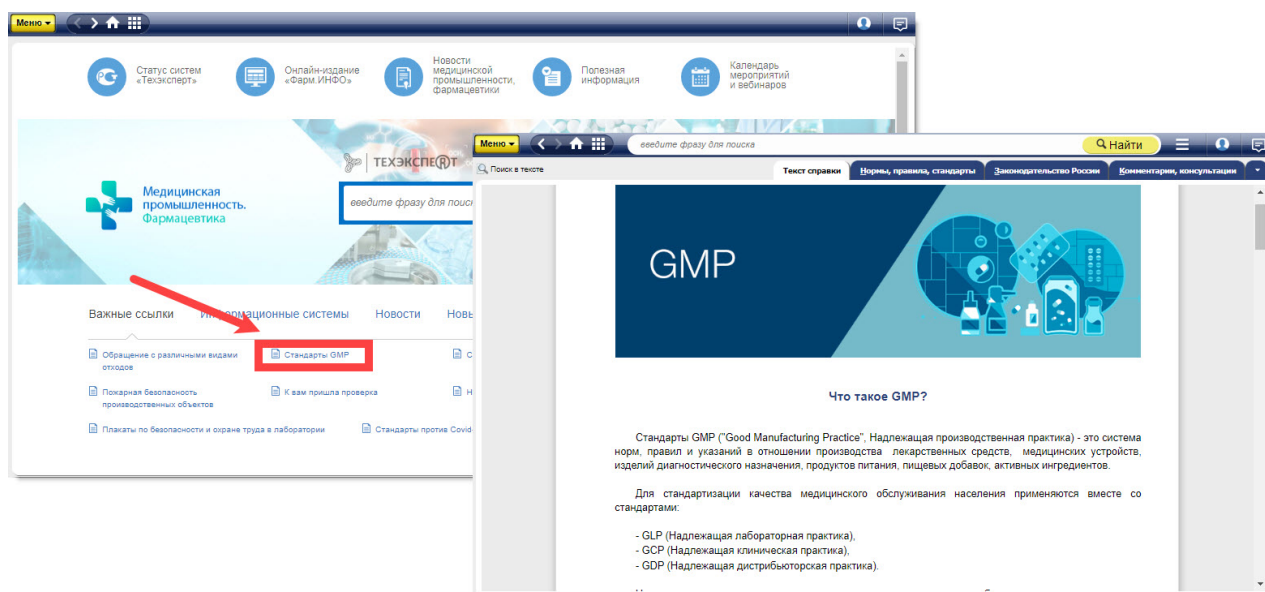 Меню
Статус систем
«Техэксперт»
Онлайн-издание
«Фарм.ИНФО»
Новости
медицинской
промышленности,
фармацевтики
Полезная
информация
Календарь
мероприятий
и вебинаров
ТЕХЭКСПЕRТ
Медицинская
промышленность.
Фармацевтика
введите фразу для поис
Важные ссылки
Информационные системы
Новости
Обращение с различными видами
отходов
Стандарты GMP
Пожарная безопасность
производственных объектов
К вам пришла проверка
Плакаты по безопасности и охране труда в лаборатории
Стандарты против Covid
Меню
введите фразу для поиска
Найти
Поиск в тексте
Текст справки
Нормы, правила, стандарты
Законодательство России
Комментарии, консультации
GMP
Что такое GMP?
Стандарты GMP ("Good Manufacturing Practice", Надлежащая производственная практика) - это система
норм, правил и указаний в отношении производства лекарственных средств, медицинских устройств,
изделий диагностического назначения, продуктов питания, пищевых добавок, активных ингредиентов.
Для стандартизации качества медицинского обслуживания населения применяются вместе со
стандартами:
- GLP (Надлежащая лабораторная практика),
- GCP (Надлежащая клиническая практика),
- GDP (Надлежащая дистрибьюторская практика).